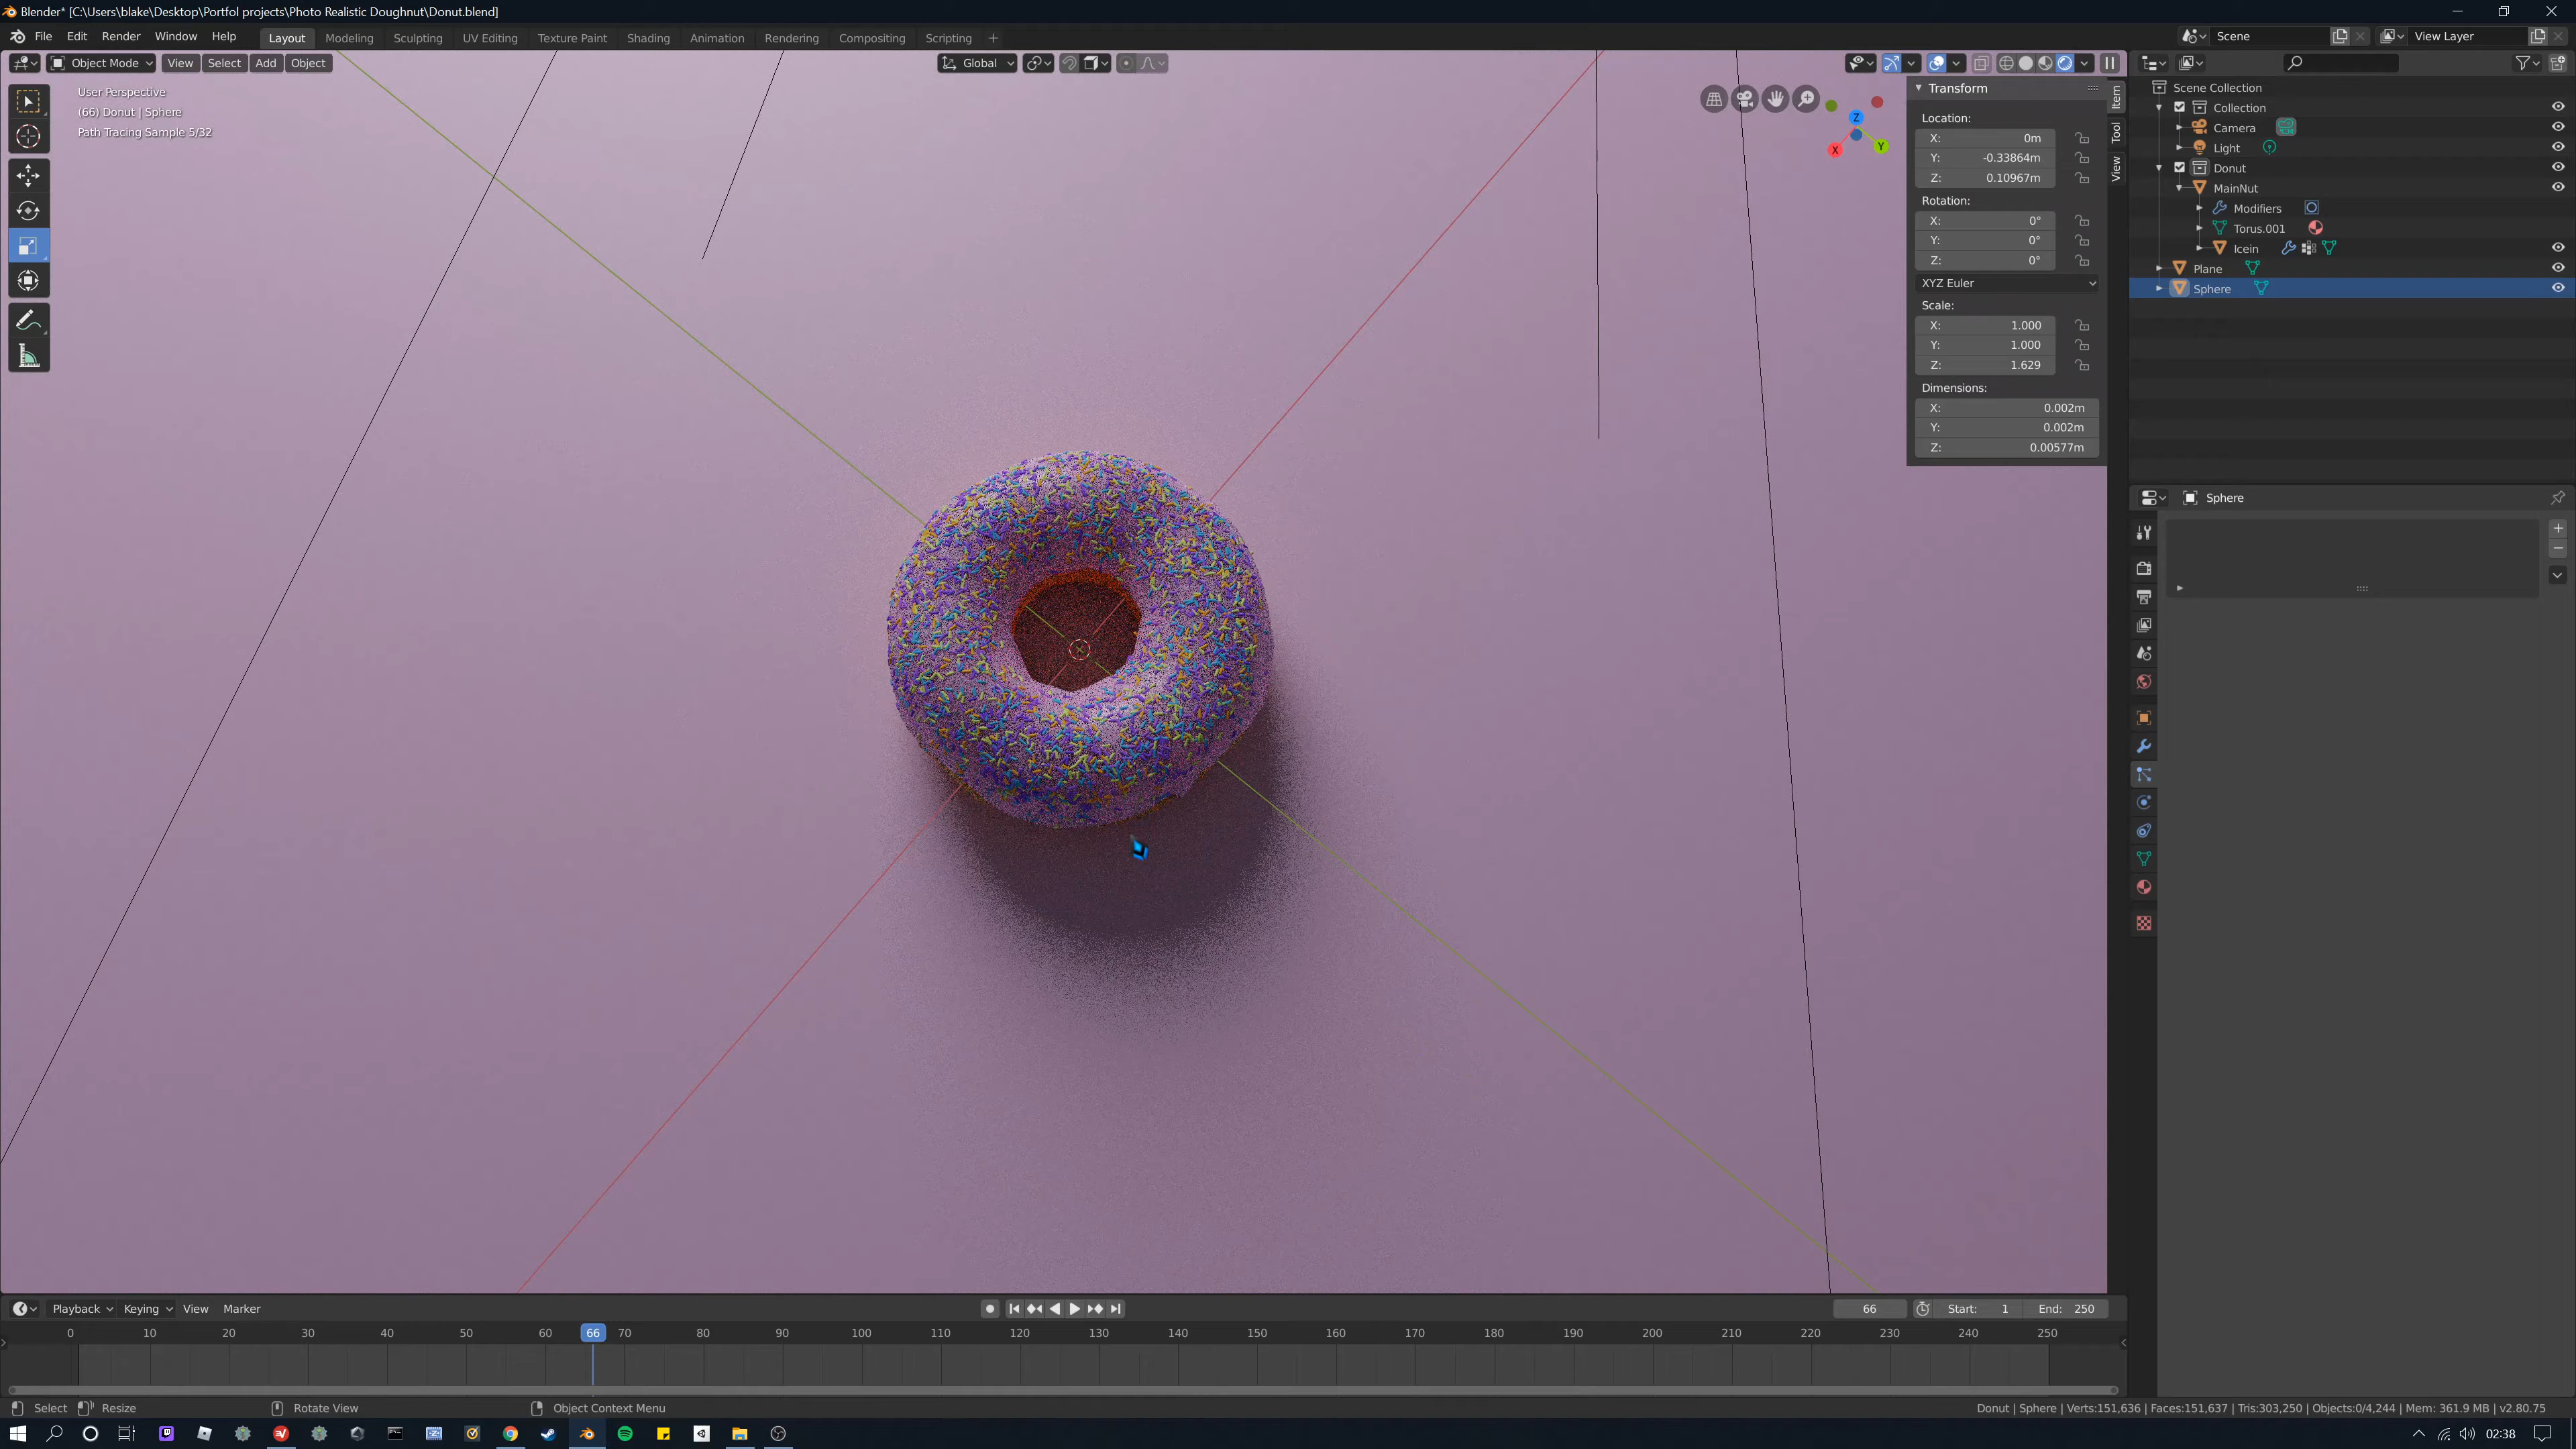 Blender* [C:\Users\blake\Desktop\Portfol projects\Photo Realistic Doughnut\Donut.blend]
File Edit Render Window Help Layout Modeling Sculpting UV Editing Texture Paint Shading Animation Rendering Compositing Scripting + Scene View Layer
Object Mode View Select Add Object Global
User Perspective
(66) Donut | Sphere
Path Tracing Sample 5/32
Z
X
Y
Transform
Location:
X: 0m
Y: -0.33864m
Z: 0.10967m
Rotation:
X: 0°
Y: 0°
Z: 0°
XYZ Euler
Scale:
X: 1.000
Y: 1.000
Z: 1.629
Dimensions:
X: 0.002m
Y: 0.002m
Z: 0.00577m
Item
Tool
View
Scene Collection
Collection
Camera
Light
Donut
MainNut
Modifiers
Torus.001
Icein
Plane
Sphere
Sphere
Playback Keying View Marker 66 Start: 1 End: 250
0 10 20 30 40 50 60 66 70 80 90 100 110 120 130 140 150 160 170 180 190 200 210 220 230 240 250
Select Resize Rotate View Object Context Menu Donut | Sphere | Verts:151,636 | Faces:151,637 | Tris:303,250 | Objects:0/4,244 | Mem: 361.9 MB | v2.80.75
02:38